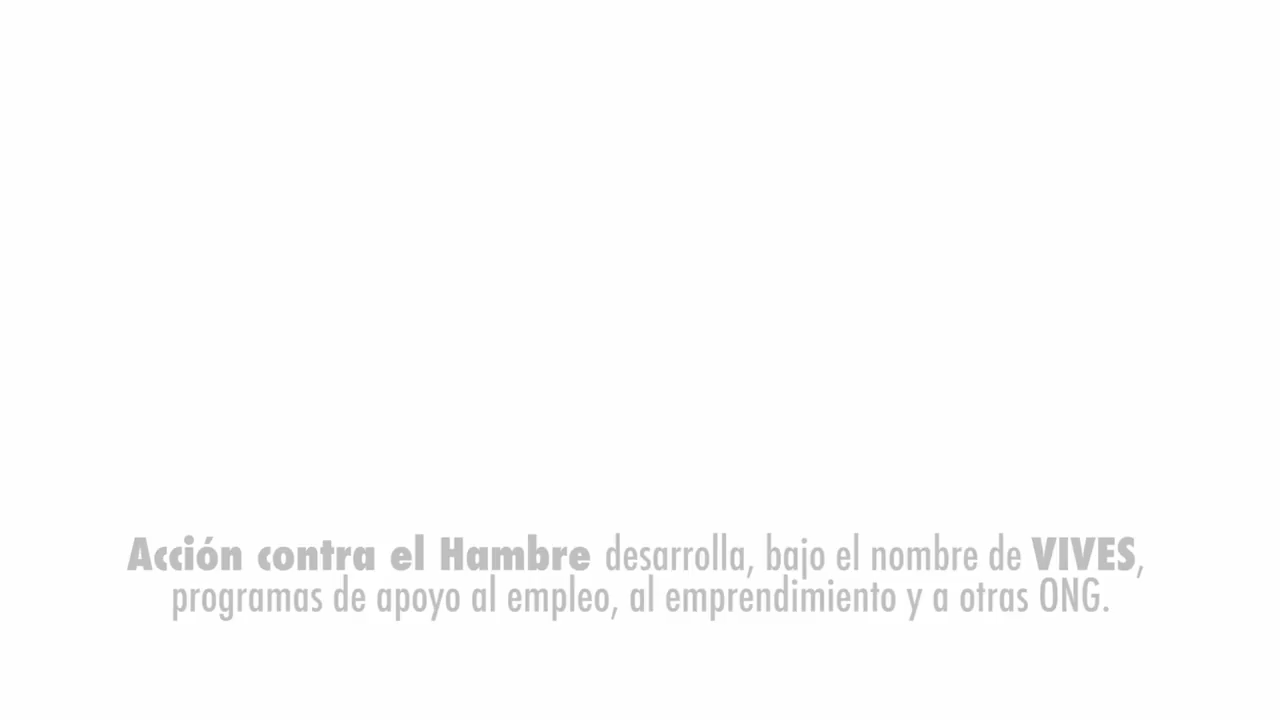 Acción contra el Hambre desarrolla, bajo el nombre de VIVES,
programas de apoyo al empleo, al emprendimiento y a otras ONG.